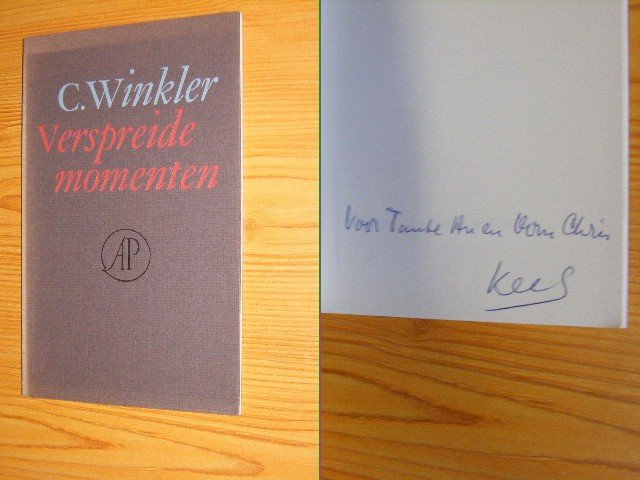 C. Winkler
Verspreide
momenten
AP
Voor Tante An en Oom Chris
Kees